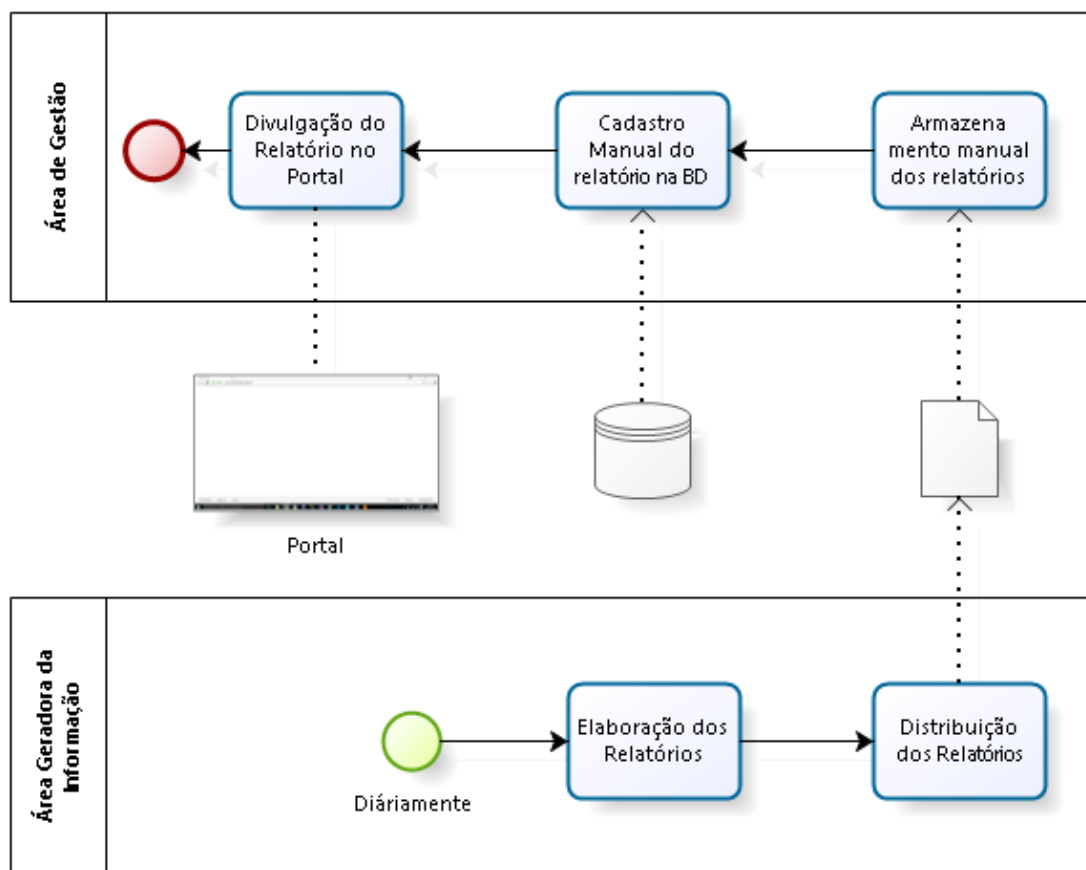 Área de Gestão
Divulgação do
Relatório no
Portal
Cadastro
Manual do
relatório na BD
Armazena
mento manual
dos relatórios
Portal
Área Geradora da
Informação
Diáriamente
Elaboração dos
Relatórios
Distribuição
dos Relatórios